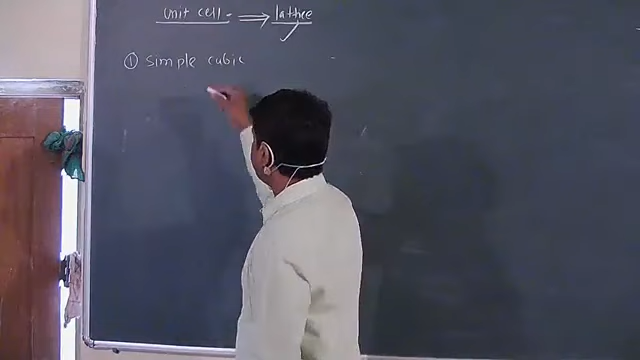 unit cell ⟹ lattice
① simple cubic